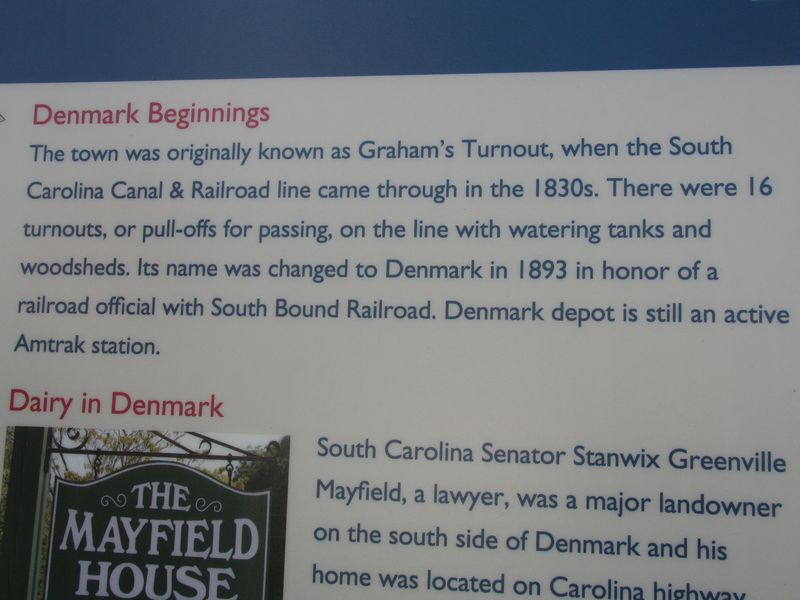 Denmark Beginnings
The town was originally known as Graham's Turnout, when the South
Carolina Canal & Railroad line came through in the 1830s. There were 16
turnouts, or pull-offs for passing, on the line with watering tanks and
woodsheds. Its name was changed to Denmark in 1893 in honor of a
railroad official with South Bound Railroad. Denmark depot is still an active
Amtrak station.
Dairy in Denmark
THE
MAYFIELD
HOUSE
South Carolina Senator Stanwix Greenville
Mayfield, a lawyer, was a major landowner
on the south side of Denmark and his
home was located on Carolina highway